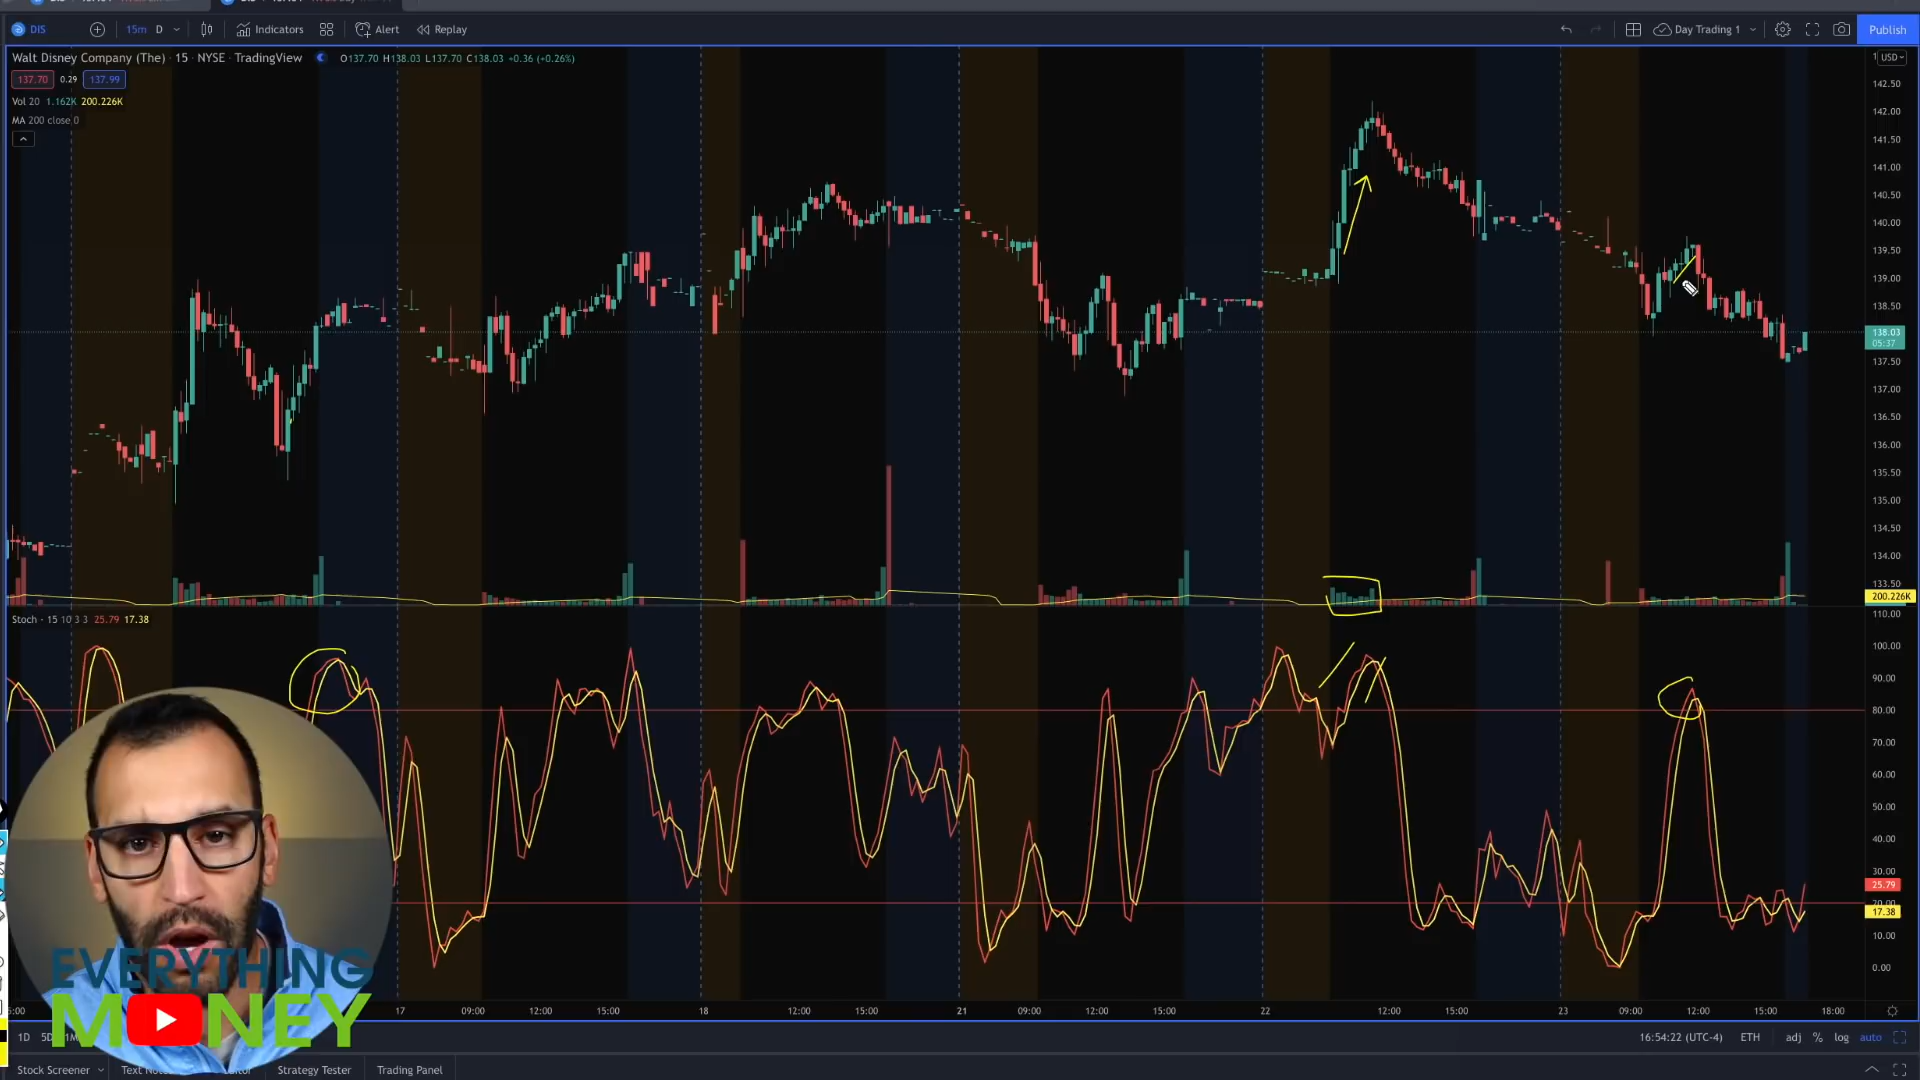 DIS
15m D
Indicators
Alert
Replay
Day Trading 1
Publish
Walt Disney Company (The) · 15 · NYSE · TradingView
O137.70 H138.03 L137.70 C138.03 +0.36 (+0.26%)
USD
137.70 0.29 137.99
Vol 20 1.162K 200.226K
MA 200 close 0
142.50
142.00
141.50
141.00
140.50
140.00
139.50
139.00
138.50
138.03
05:37
137.50
137.00
136.50
136.00
135.50
135.00
134.50
134.00
133.50
200.226K
Stoch · 15 10 3 3 25.79 17.38
110.00
100.00
90.00
80.00
70.00
60.00
50.00
40.00
30.00
25.79
20.00
17.38
10.00
0.00
EVERYTHING
MONEY
17 09:00 12:00 15:00 18 12:00 15:00 21 09:00 12:00 15:00 22 12:00 15:00 23 09:00 12:00 15:00 18:00
1D
16:54:22 (UTC-4) ETH adj % log auto
Stock Screener
Strategy Tester
Trading Panel